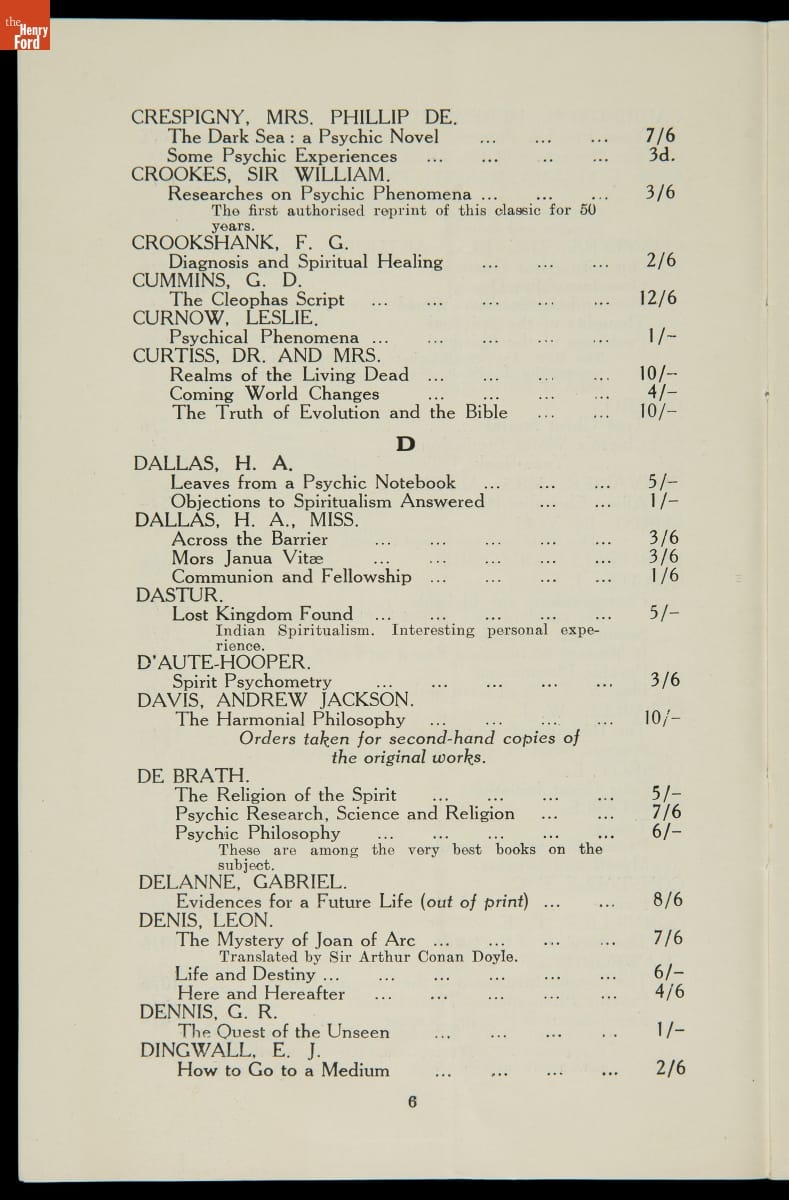 the
Henry
Ford
CRESPIGNY, MRS. PHILLIP DE.
The Dark Sea : a Psychic Novel ... ... ... 7/6
Some Psychic Experiences ... ... .. ... 3d.
CROOKES, SIR WILLIAM.
Researches on Psychic Phenomena ... ... ... 3/6
The first authorised reprint of this classic for 50
years.
CROOKSHANK, F. G.
Diagnosis and Spiritual Healing ... ... ... 2/6
CUMMINS, G. D.
The Cleophas Script ... ... ... ... ... 12/6
CURNOW, LESLIE.
Psychical Phenomena ... ... ... ... ... 1/-
CURTISS, DR. AND MRS.
Realms of the Living Dead ... ... ... ... 10/-
Coming World Changes ... ... ... ... 4/-
The Truth of Evolution and the Bible ... ... 10/-
D
DALLAS, H. A.
Leaves from a Psychic Notebook ... ... ... 5/-
Objections to Spiritualism Answered ... ... 1/-
DALLAS, H. A., MISS.
Across the Barrier ... ... ... ... ... 3/6
Mors Janua Vitæ ... ... ... ... ... 3/6
Communion and Fellowship ... ... ... ... 1/6
DASTUR.
Lost Kingdom Found ... ... ... ... ... 5/-
Indian Spiritualism. Interesting personal expe-
rience.
D'AUTE-HOOPER.
Spirit Psychometry ... ... ... ... ... 3/6
DAVIS, ANDREW JACKSON.
The Harmonial Philosophy ... ... ... ... 10/-
Orders taken for second-hand copies of
the original works.
DE BRATH.
The Religion of the Spirit ... ... ... ... 5/-
Psychic Research, Science and Religion ... ... 7/6
Psychic Philosophy ... ... ... ... ... 6/-
These are among the very best books on the
subject.
DELANNE, GABRIEL.
Evidences for a Future Life (out of print) ... ... 8/6
DENIS, LEON.
The Mystery of Joan of Arc ... ... ... ... 7/6
Translated by Sir Arthur Conan Doyle.
Life and Destiny ... ... ... ... ... ... 6/-
Here and Hereafter ... ... ... ... ... 4/6
DENNIS, G. R.
The Quest of the Unseen ... ... ... . . 1/-
DINGWALL, E. J.
How to Go to a Medium ... ... ... ... 2/6
6